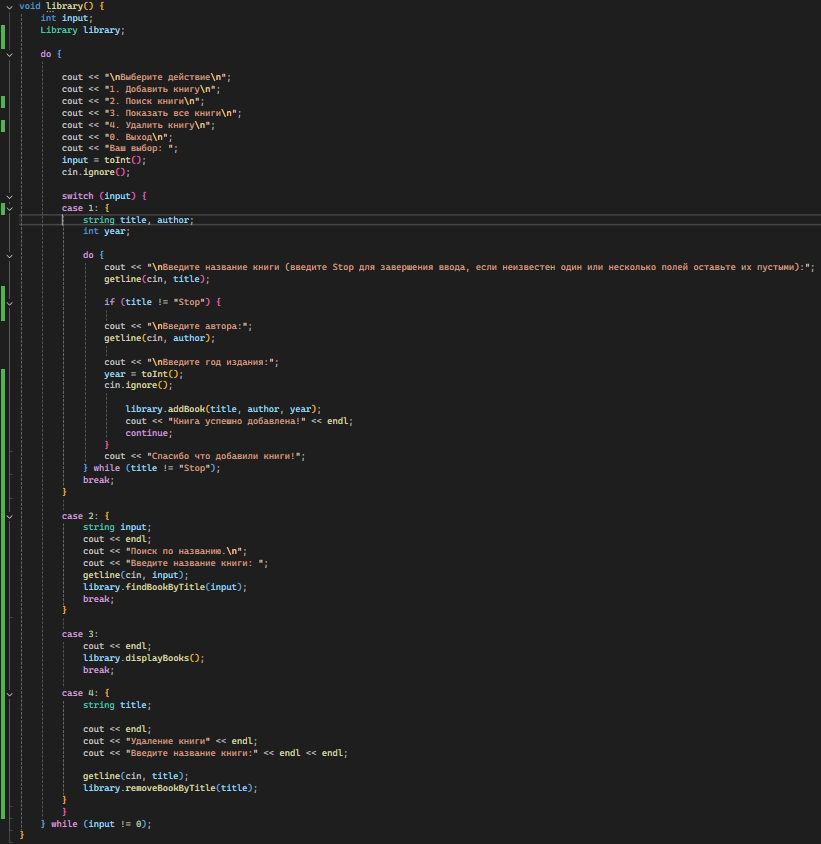 void library() {
int input;
Library library;
do {
cout << "\nВыберите действие\n";
cout << "1. Добавить книгу\n";
cout << "2. Поиск книги\n";
cout << "3. Показать все книги\n";
cout << "4. Удалить книгу\n";
cout << "0. Выход\n";
cout << "Ваш выбор: ";
input = toInt();
cin.ignore();
switch (input) {
case 1: {
string title, author;
int year;
do {
cout << "\nВведите название книги (введите Stop для завершения ввода, если неизвестен один или несколько полей оставьте их пустыми):";
getline(cin, title);
if (title != "Stop") {
cout << "\nВведите автора:";
getline(cin, author);
cout << "\nВведите год издания:";
year = toInt();
cin.ignore();
library.addBook(title, author, year);
cout << "Книга успешно добавлена!" << endl;
continue;
}
cout << "Спасибо что добавили книги!";
} while (title != "Stop");
break;
}
case 2: {
string input;
cout << endl;
cout << "Поиск по названию.\n";
cout << "Введите название книги: ";
getline(cin, input);
library.findBookByTitle(input);
break;
}
case 3:
cout << endl;
library.displayBooks();
break;
case 4: {
string title;
cout << endl;
cout << "Удаление книги" << endl;
cout << "Введите название книги:" << endl << endl;
getline(cin, title);
library.removeBookByTitle(title);
}
}
} while (input != 0);
}